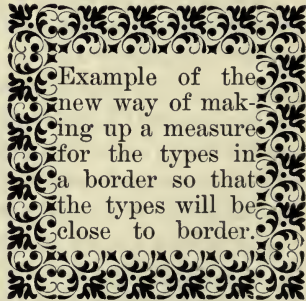 Example of the
new way of mak-
ing up a measure
for the types in
a border so that
the types will be
close to border.